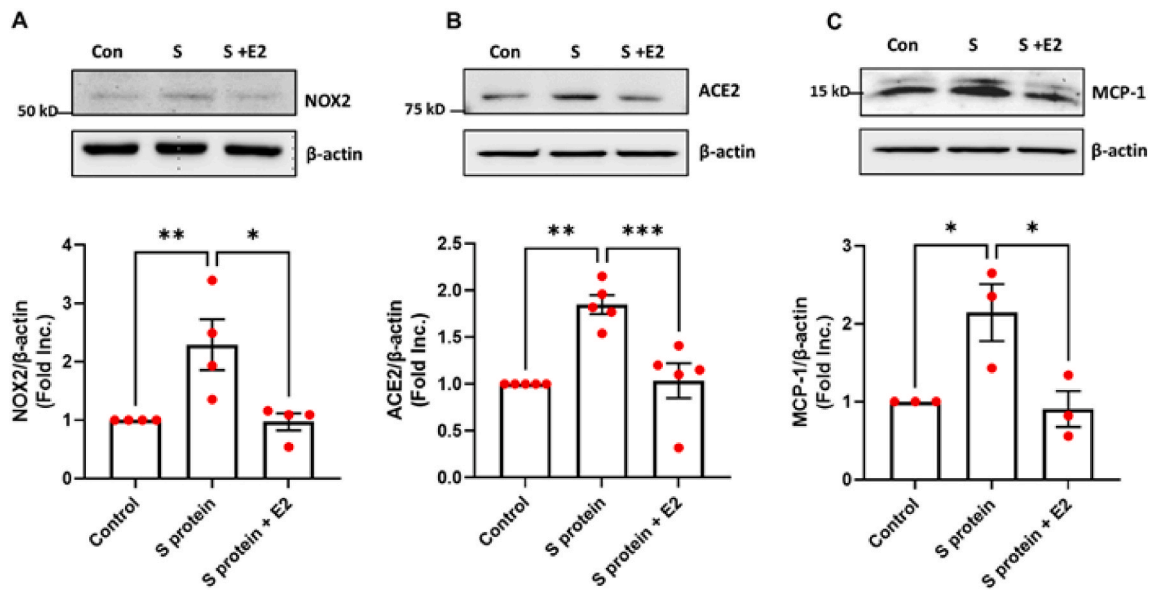 A
Con S S +E2
50 kD NOX2
β-actin
** *
NOX2/β-actin
(Fold Inc.)
4
3
2
1
0
Control S protein S protein + E2
B
Con S S +E2
75 kD ACE2
β-actin
** ***
ACE2/β-actin
(Fold Inc.)
2.5
2.0
1.5
1.0
0.5
0.0
Control S protein S protein + E2
C
Con S S +E2
15 kD MCP-1
β-actin
* *
MCP-1/β-actin
(Fold Inc.)
3
2
1
0
Control S protein S protein + E2